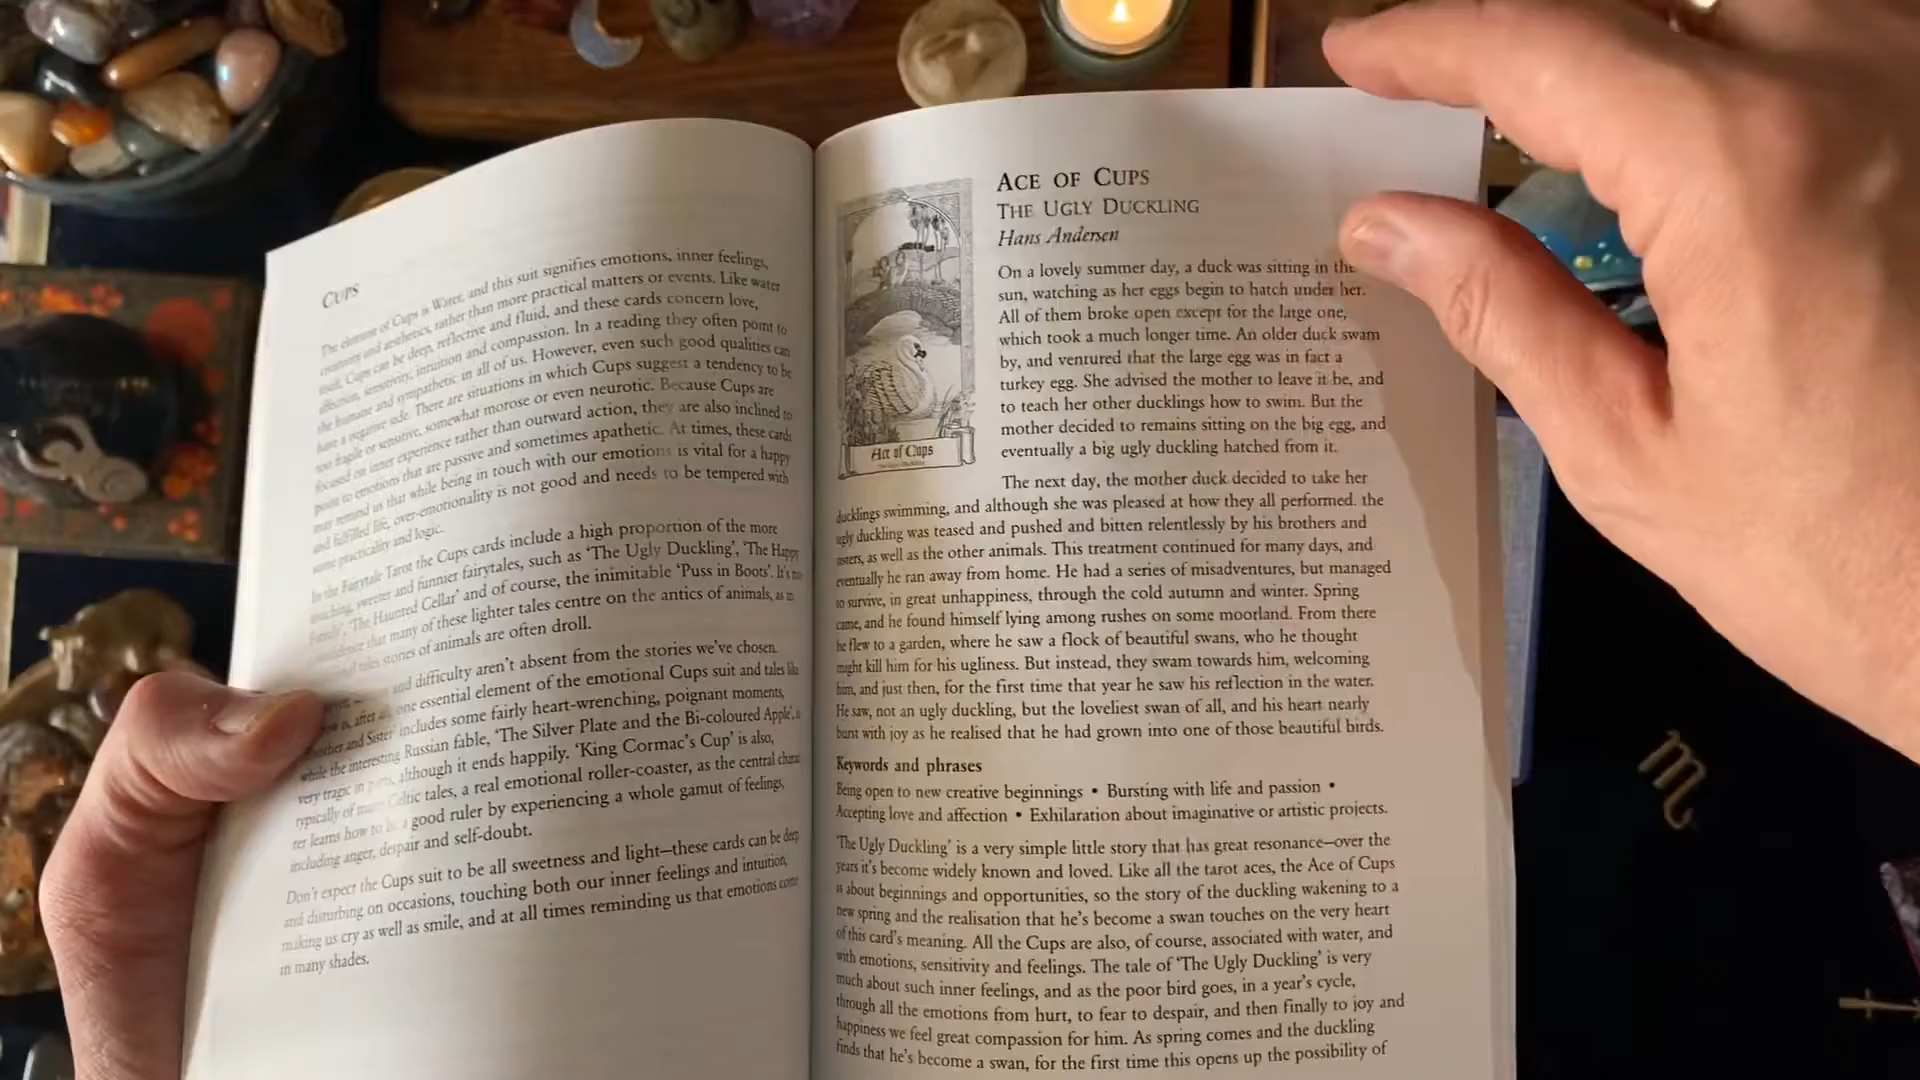 CUPS
The element of Cups is Water, and this suit signifies emotions, inner feelings,
creativity and aesthetics, rather than more practical matters or events. Like water
itself, Cups can be deep, reflective and fluid, and these cards concern love,
affection, sensitivity, intuition and compassion. In a reading they often point to
the humane and sympathetic in all of us. However, even such good qualities can
have a negative side. There are situations in which Cups suggest a tendency to be
too fragile or sensitive, somewhat morose or even neurotic. Because Cups are
focused on inner experience rather than outward action, they are also inclined to
point to emotions that are passive and sometimes apathetic. At times, these cards
may remind us that while being in touch with our emotions is vital for a happy
and fulfilled life, over-emotionality is not good and needs to be tempered with
some practicality and logic.
In the Fairytale Tarot the Cups cards include a high proportion of the more
touching, sweeter and funnier fairytales, such as 'The Ugly Duckling', 'The Happy
Family', 'The Haunted Cellar' and of course, the inimitable 'Puss in Boots'. It's no
that many of these lighter tales centre on the antics of animals, as in
tales stories of animals are often droll.
and difficulty aren't absent from the stories we've chosen.
is, after all, one essential element of the emotional Cups suit and tales like
and Sister' includes some fairly heart-wrenching, poignant moments,
while the interesting Russian fable, 'The Silver Plate and the Bi-coloured Apple', is
very tragic in parts, although it ends happily. 'King Cormac's Cup' is also,
typically of many Celtic tales, a real emotional roller-coaster, as the central charac
ter learns how to be a good ruler by experiencing a whole gamut of feelings,
including anger, despair and self-doubt.
Don't expect the Cups suit to be all sweetness and light—these cards can be deep
and disturbing on occasions, touching both our inner feelings and intuition,
making us cry as well as smile, and at all times reminding us that emotions come
in many shades.
ACE OF CUPS
THE UGLY DUCKLING
Hans Andersen
Ace of Cups
On a lovely summer day, a duck was sitting in the
sun, watching as her eggs begin to hatch under her.
All of them broke open except for the large one,
which took a much longer time. An older duck swam
by, and ventured that the large egg was in fact a
turkey egg. She advised the mother to leave it be, and
to teach her other ducklings how to swim. But the
mother decided to remains sitting on the big egg, and
eventually a big ugly duckling hatched from it.
The next day, the mother duck decided to take her
ducklings swimming, and although she was pleased at how they all performed. the
ugly duckling was teased and pushed and bitten relentlessly by his brothers and
sisters, as well as the other animals. This treatment continued for many days, and
eventually he ran away from home. He had a series of misadventures, but managed
to survive, in great unhappiness, through the cold autumn and winter. Spring
came, and he found himself lying among rushes on some moorland. From there
he flew to a garden, where he saw a flock of beautiful swans, who he thought
might kill him for his ugliness. But instead, they swam towards him, welcoming
him, and just then, for the first time that year he saw his reflection in the water.
He saw, not an ugly duckling, but the loveliest swan of all, and his heart nearly
burst with joy as he realised that he had grown into one of those beautiful birds.
Keywords and phrases
Being open to new creative beginnings • Bursting with life and passion •
Accepting love and affection • Exhilaration about imaginative or artistic projects.
'The Ugly Duckling' is a very simple little story that has great resonance—over the
years it's become widely known and loved. Like all the tarot aces, the Ace of Cups
is about beginnings and opportunities, so the story of the duckling wakening to a
new spring and the realisation that he's become a swan touches on the very heart
of this card's meaning. All the Cups are also, of course, associated with water, and
with emotions, sensitivity and feelings. The tale of 'The Ugly Duckling' is very
much about such inner feelings, and as the poor bird goes, in a year's cycle,
through all the emotions from hurt, to fear to despair, and then finally to joy and
happiness we feel great compassion for him. As spring comes and the duckling
finds that he's become a swan, for the first time this opens up the possibility of